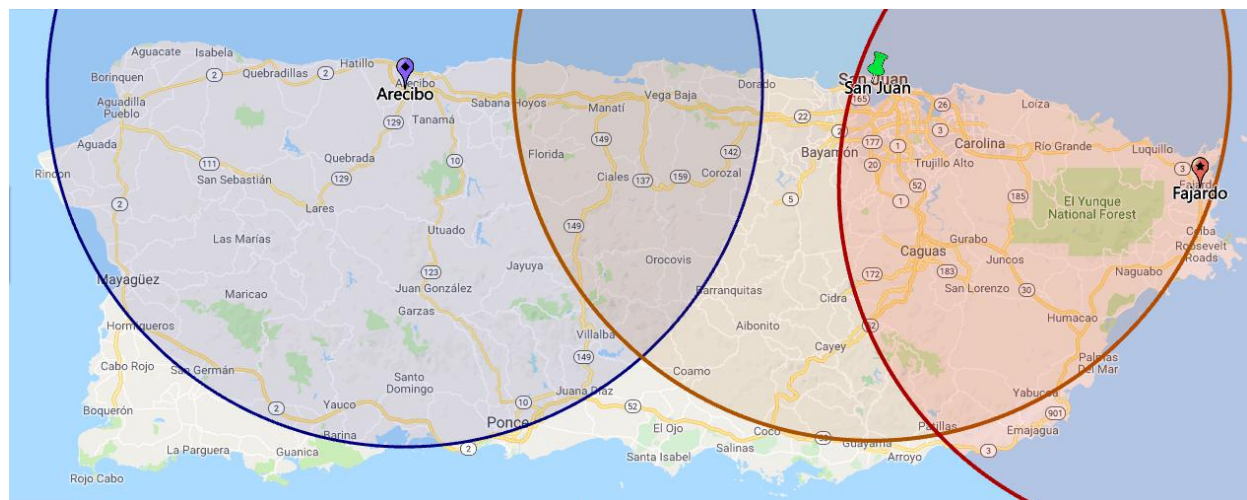 Aguacate
Isabela
Hatillo
Borinquen
2
Quebradillas
2
Arecibo
Arecibo
San Juan
San Juan
Aguadilla
Pueblo
Sabana Hoyos
Manatí
Vega Baja
Dorado
165
26
Loíza
22
2
129
Tamaná
Aguada
149
142
177
1
3
Carolina
Río Grande
Luquillo
3
Bayamón
Trujillo Alto
20
Rincon
111
San Sebastián
Quebrada
129
10
Florida
Ciales
137
159
Corozal
5
52
1
185
El Yunque
National Forest
Fajardo
2
Lares
Utuado
149
Las Marías
Orocovis
Caguas
Gurabo
Juncos
Ceiba
Roosevelt
Roads
Mayagüez
Maricao
123
Juan González
Jayuya
Barranquitas
172
Cidra
183
San Lorenzo
30
Naguabo
Garzas
Aibonito
Humacao
Hormigueros
Villalba
149
52
Cayey
Cabo Rojo
San Germán
Santo
Domingo
Coamo
Palmas
Del Mar
Juana Díaz
Yabucoa
Boquerón
2
Yauco
10
Ponce
52
901
El Ojo
Coco
53
Patillas
Emajagua
Barina
La Parguera
Guanica
2
Santa Isabel
Salinas
Guayama
Arroyo
3
Rojo Cabo